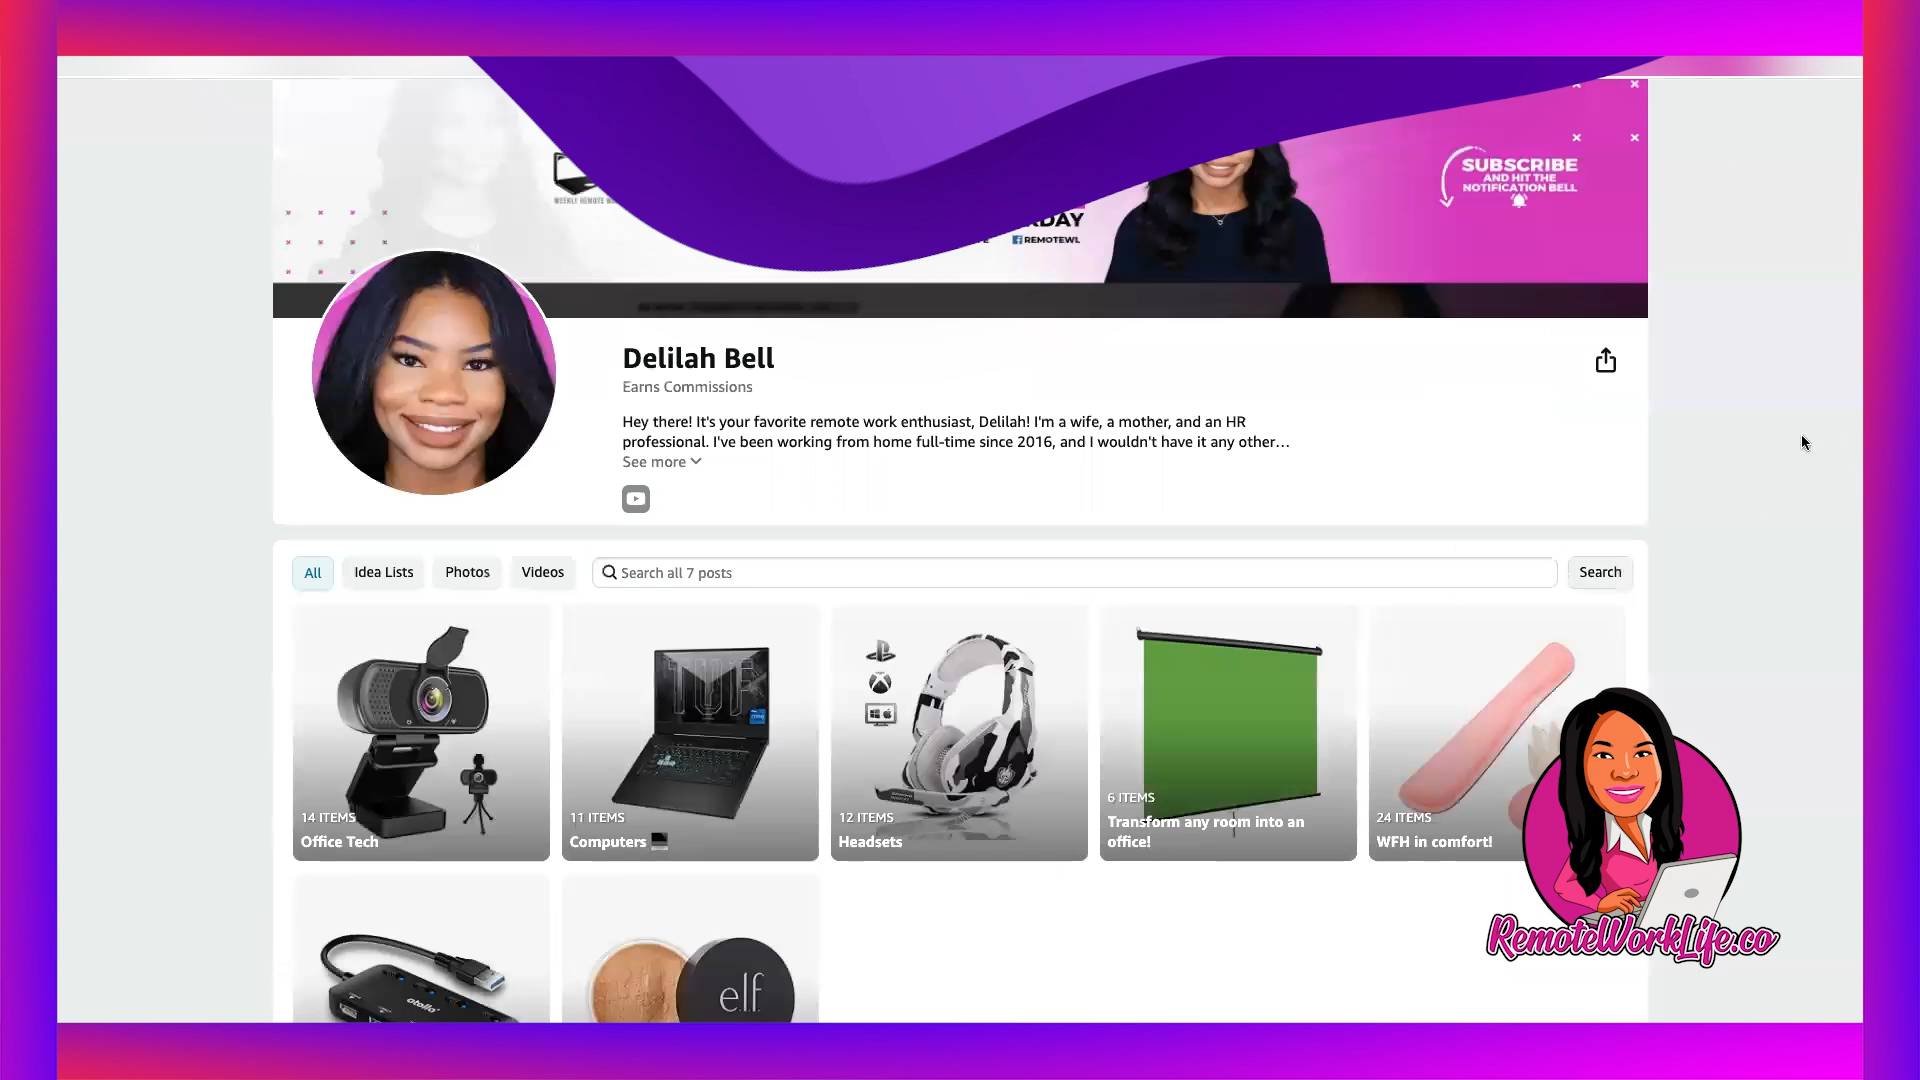 SUBSCRIBE
AND HIT THE
NOTIFICATION BELL
RDAY
REMOTEWL
Delilah Bell
Earns Commissions
Hey there! It's your favorite remote work enthusiast, Delilah! I'm a wife, a mother, and an HR
professional. I've been working from home full-time since 2016, and I wouldn't have it any other…
See more
All
Idea Lists
Photos
Videos
Search all 7 posts
Search
TUF
14 ITEMS
Office Tech
11 ITEMS
Computers
12 ITEMS
Headsets
6 ITEMS
Transform any room into an
office!
24 ITEMS
WFH in comfort!
RemoteWorkLife.co
atolla
e.l.f